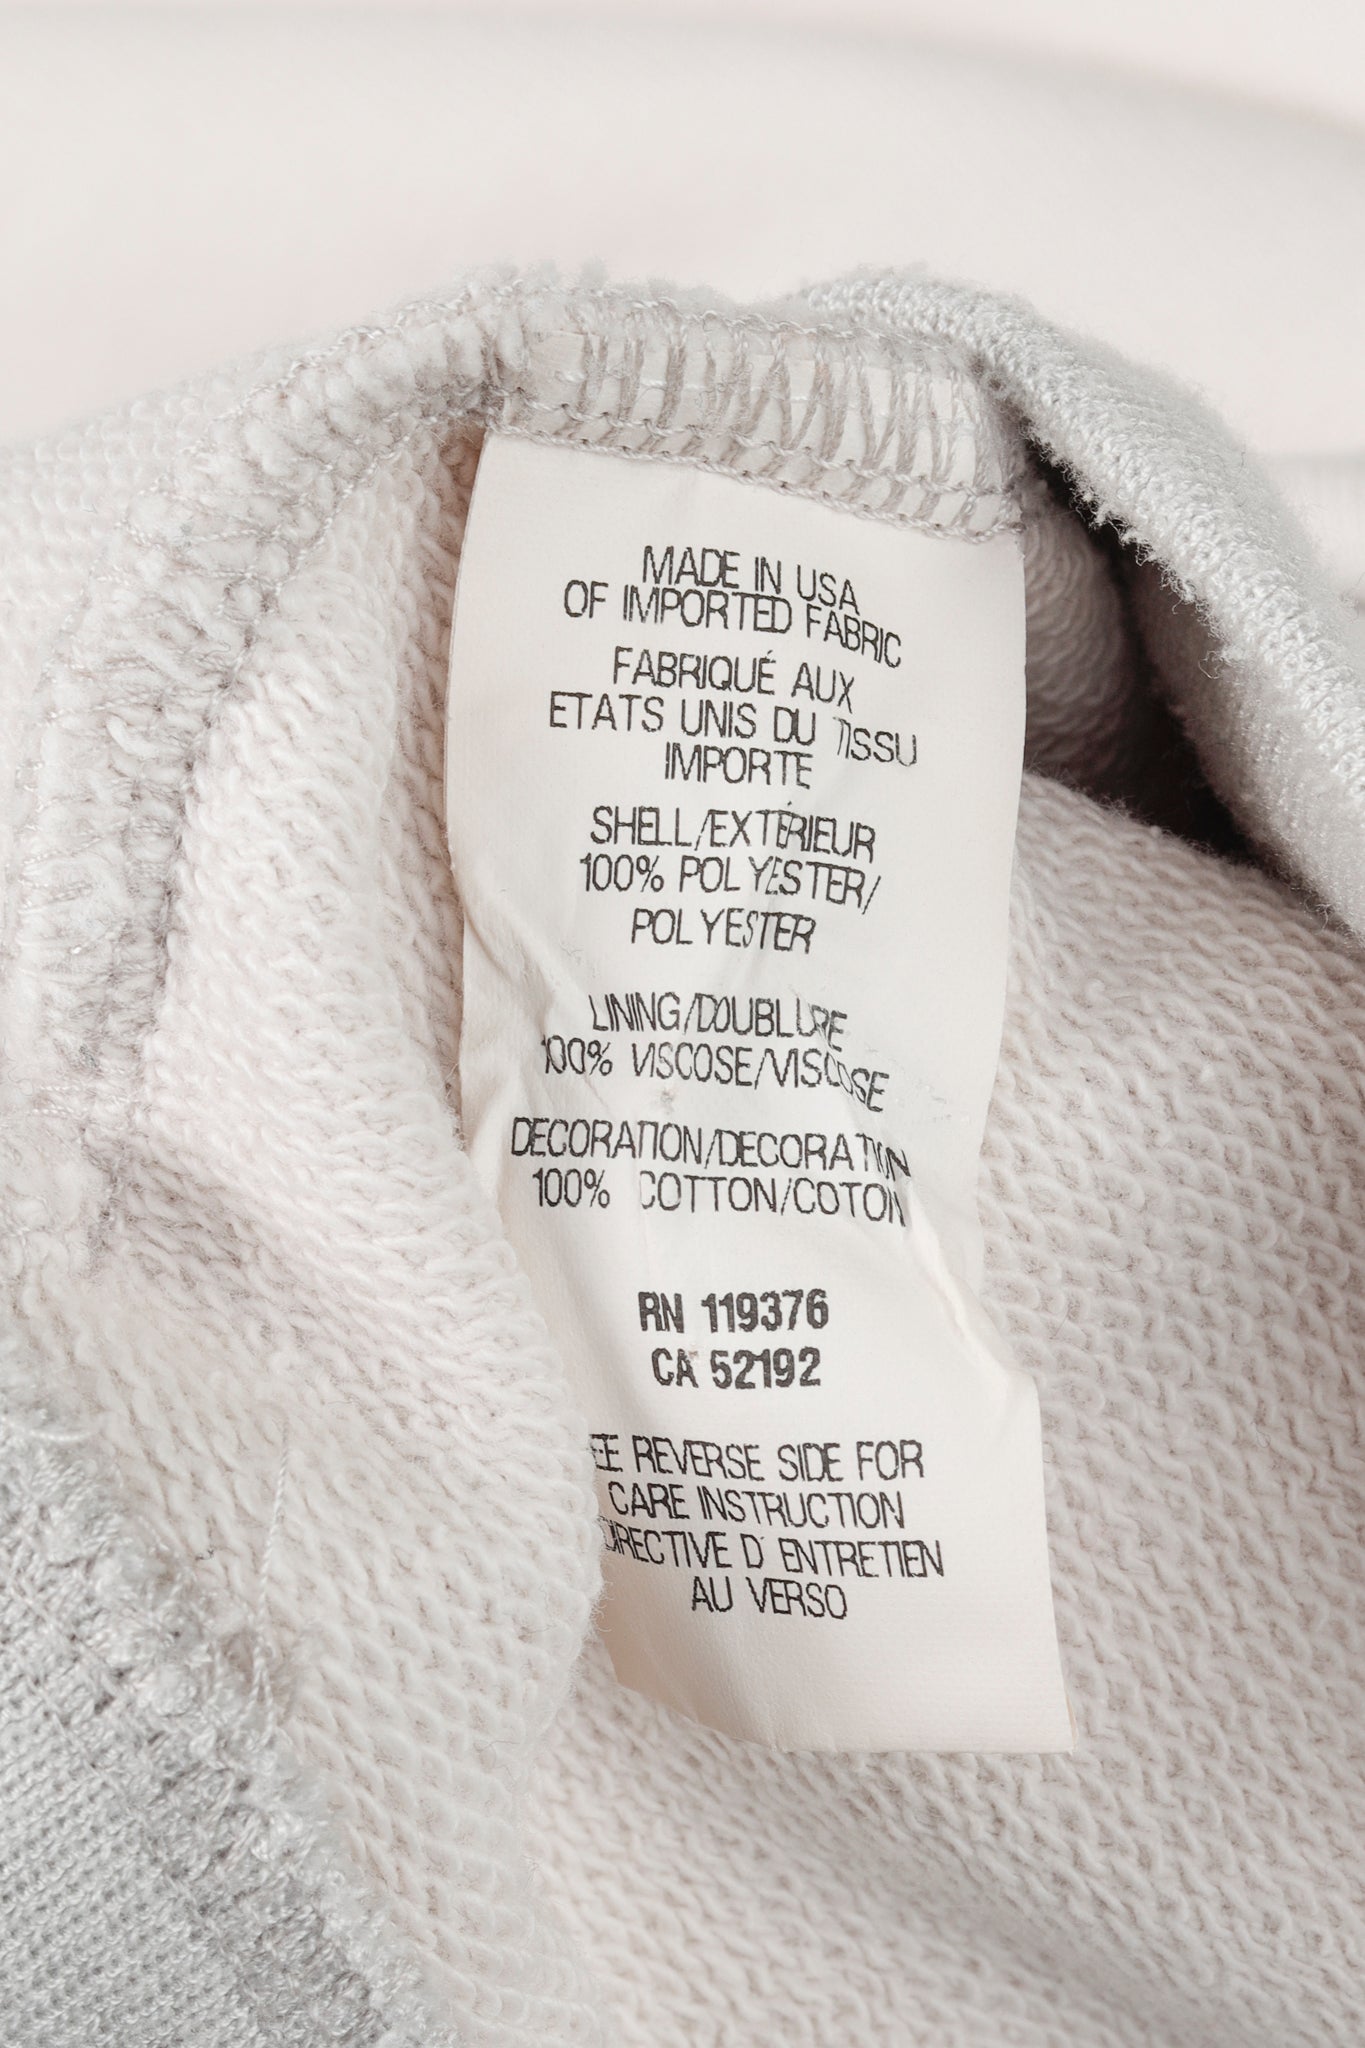 MADE IN USA
OF IMPORTED FABRIC
FABRIQUÉ AUX
ETATS UNIS DU TISSU
IMPORTE
SHELL/EXTÉRIEUR
100% POLYESTER/
POLYESTER
LINING/DOUBLURE
100% VISCOSE/VISCOSE
DECORATION/DECORATION
100% COTTON/COTON
RN 119376
CA 52192
EE REVERSE SIDE FOR
CARE INSTRUCTION
DIRECTIVE D' ENTRETIEN
AU VERSO